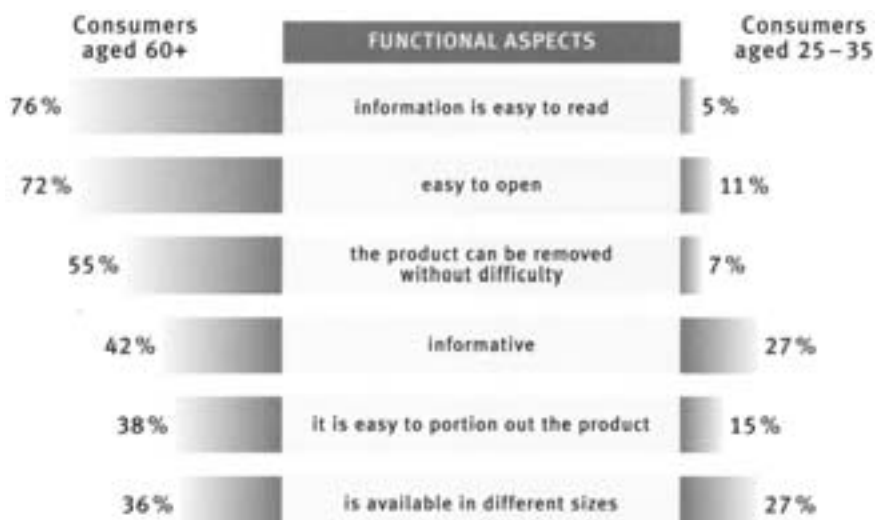 Consumers
aged 60+
FUNCTIONAL ASPECTS
Consumers
aged 25–35
76%
information is easy to read
5%
72%
easy to open
11%
55%
the product can be removed
without difficulty
7%
42%
informative
27%
38%
it is easy to portion out the product
15%
36%
is available in different sizes
27%